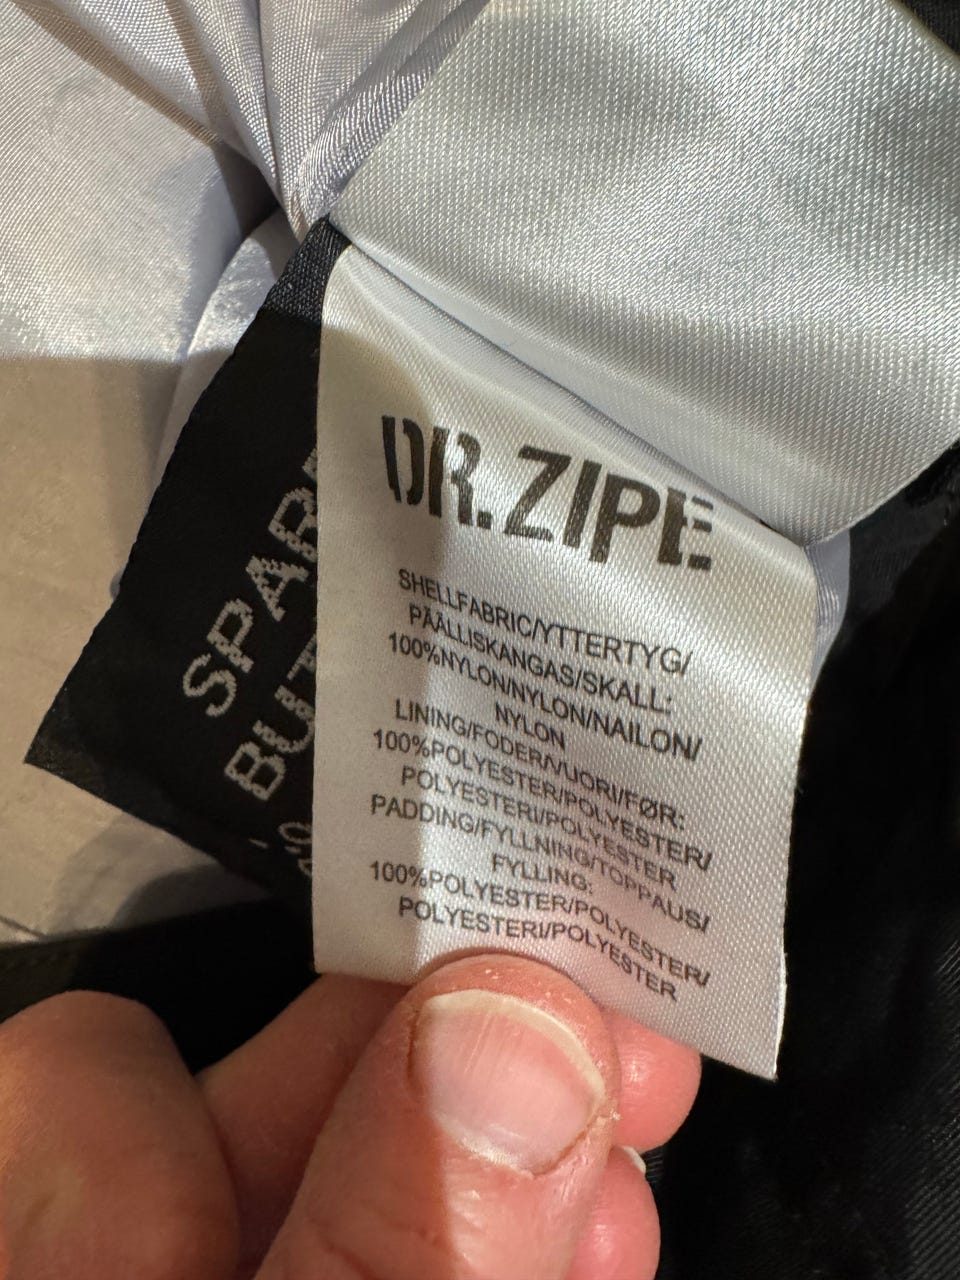 DR.ZIPE
SHELLFABRIC/YTTERTYG/
PÄÄLLISKANGAS/SKALL:
100%NYLON/NYLON/NAILON/
NYLON
LINING/FODER/VUORI/FØR:
100%POLYESTER/POLYESTER/
POLYESTERI/POLYESTER
PADDING/FYLLNING/TOPPAUS/
FYLLING:
100%POLYESTER/POLYESTER/
POLYESTERI/POLYESTER